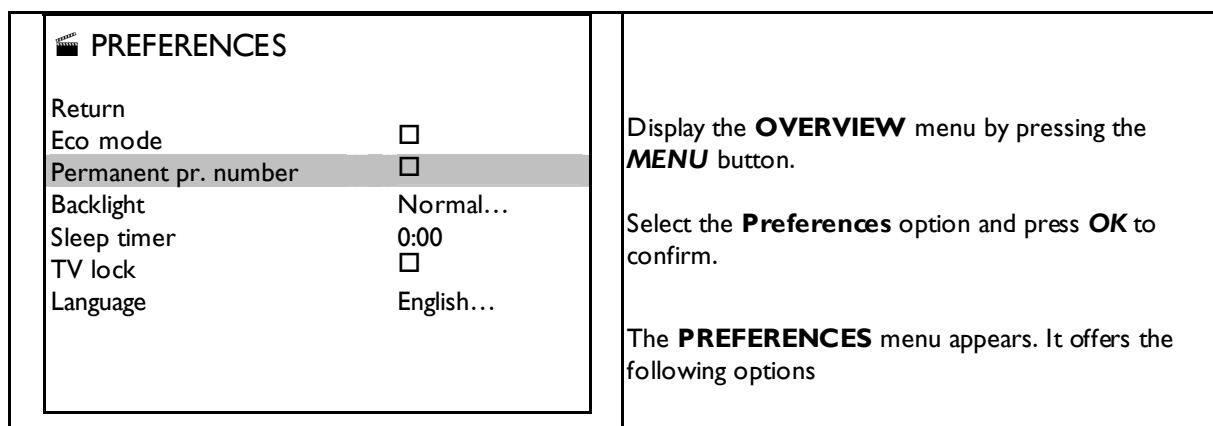 PREFERENCES
Return
Eco mode
Permanent pr. number
Backlight Normal…
Sleep timer 0:00
TV lock
Language English…
Display the OVERVIEW menu by pressing the
MENU button.
Select the Preferences option and press OK to
confirm.
The PREFERENCES menu appears. It offers the
following options